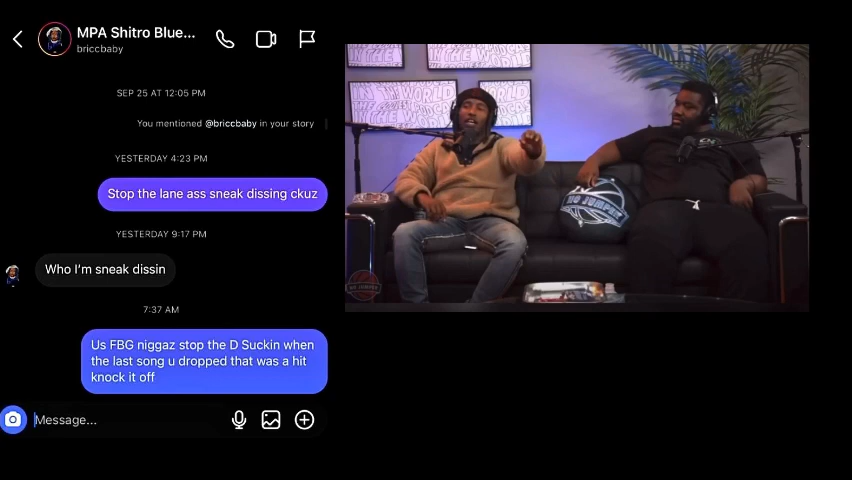 MPA Shitro Blue...
briccbaby
SEP 25 AT 12:05 PM
You mentioned @briccbaby in your story
YESTERDAY 4:23 PM
Stop the lane ass sneak dissing ckuz
YESTERDAY 9:17 PM
Who I'm sneak dissin
7:37 AM
Us FBG niggaz stop the D Suckin when
the last song u dropped that was a hit
knock it off
Message...
NO JUMPER